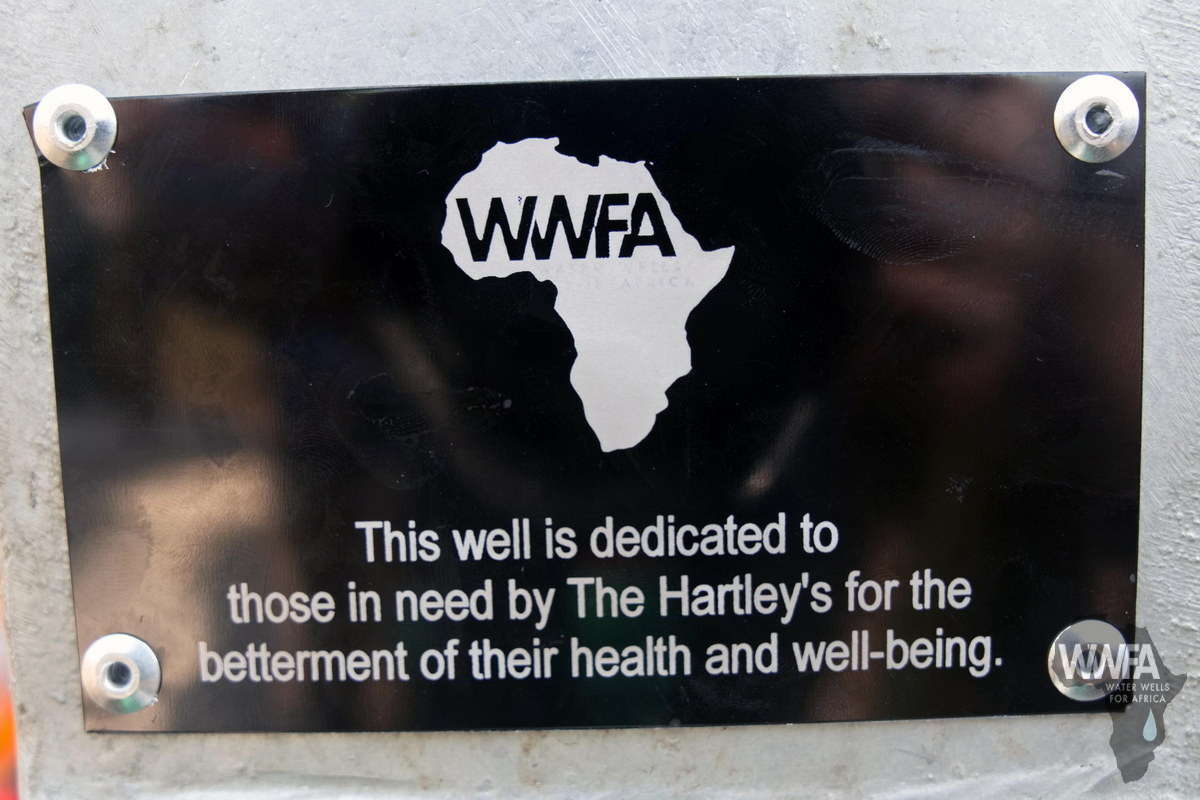 WWFA
This well is dedicated to
those in need by The Hartley's for the
betterment of their health and well-being.
WWFA
WATER WELLS
FOR AFRICA